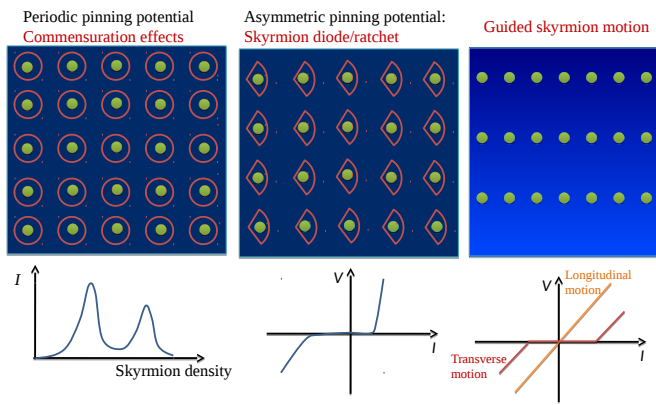 Periodic pinning potential
Commensuration effects
Asymmetric pinning potential:
Skyrmion diode/ratchet
Guided skyrmion motion
I
Skyrmion density
V
I
V
Longitudinal
motion
Transverse
motion
I